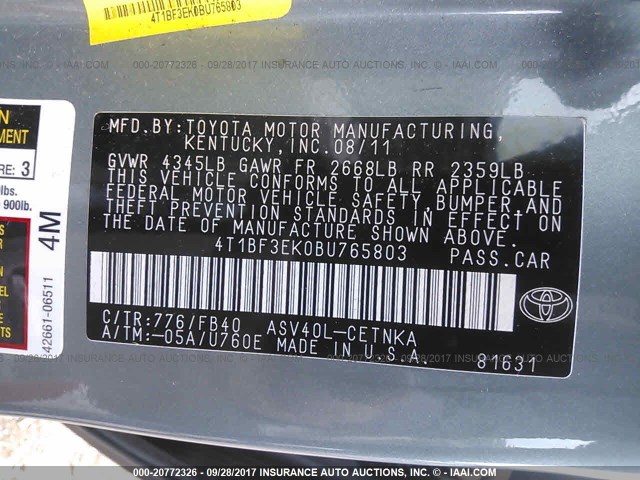 4T1BF3EK0BU765803
000-20772326 - 09/28/2017 INSURANCE AUTO AUCTIONS - © - IAAI.COM
MFD.BY:TOYOTA MOTOR MANUFACTURING,
KENTUCKY, INC. 08/11
GVWR 4345LB GAWR FR 2668LB RR 2359LB
THIS VEHICLE CONFORMS TO ALL APPLICABLE
FEDERAL MOTOR VEHICLE SAFETY, BUMPER, AND
THEFT PREVENTION STANDARDS IN EFFECT ON
THE DATE OF MANUFACTURE SHOWN ABOVE.
4T1BF3EK0BU765803 PASS.CAR
C/TR:776/FB40 ASV40L-CETNKA
A/TM:-05A/U760E MADE IN U.S.A.
81631
4M
42661-06511
3
lbs.
900lb.
000-20772326 - 09/28/2017 INSURANCE AUTO AUCTIONS - © - IAAI.COM